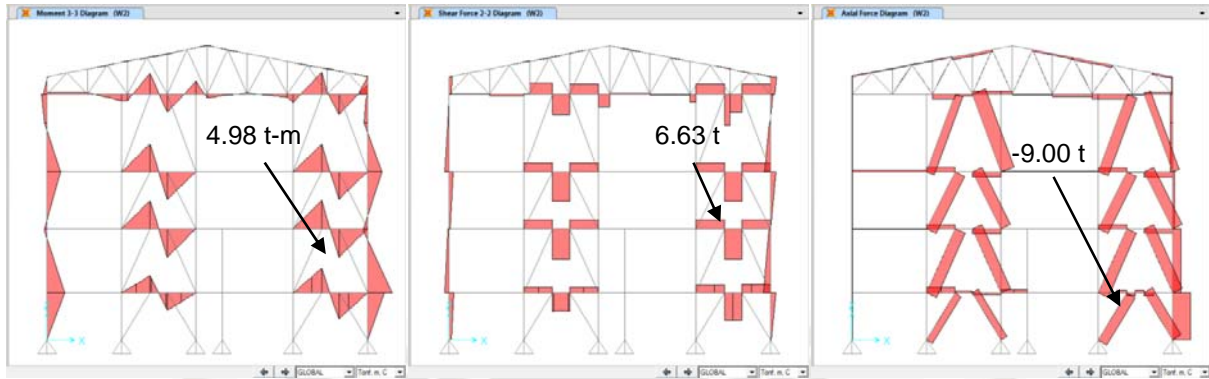 Moment 3-3 Diagram (W2)
4.98 t-m
X
GLOBAL
Tonf, m, C
Shear Force 2-2 Diagram (W2)
6.63 t
X
GLOBAL
Tonf, m, C
Axial Force Diagram (W2)
-9.00 t
X
GLOBAL
Tonf, m, C